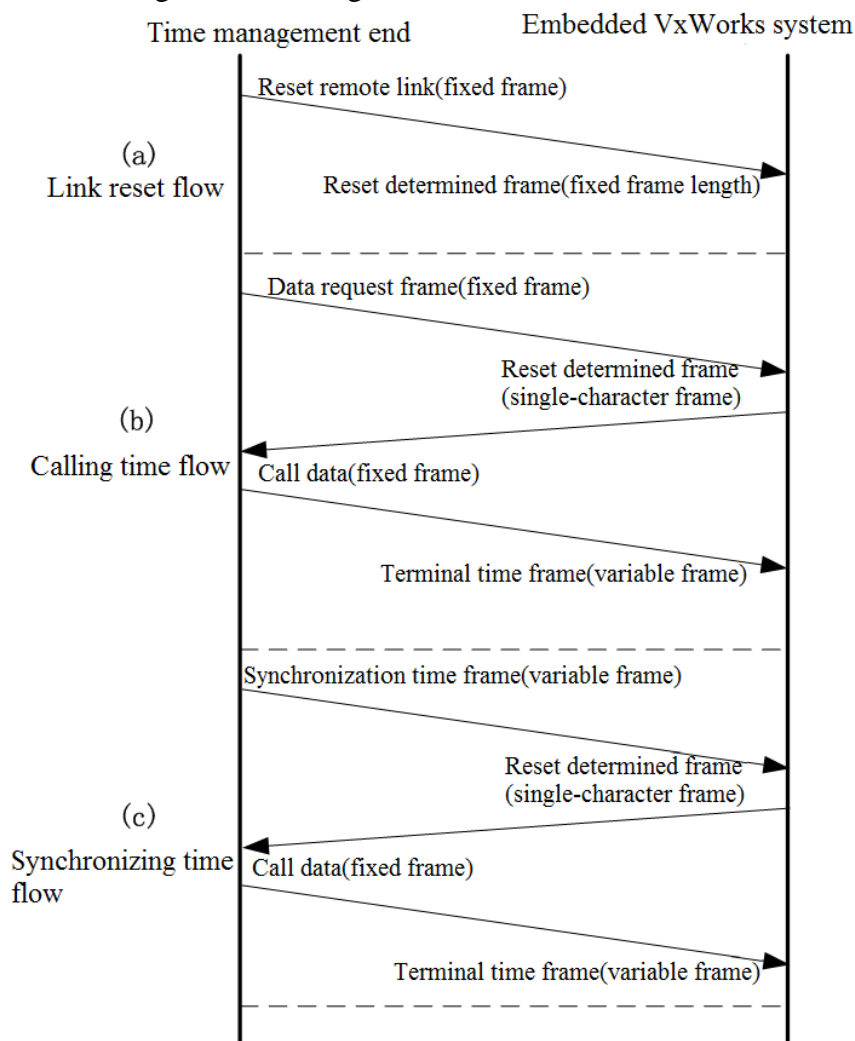 Time management end
Embedded VxWorks system
Reset remote link(fixed frame)
(a)
Link reset flow
Reset determined frame(fixed frame length)
Data request frame(fixed frame)
Reset determined frame
(single-character frame)
(b)
Calling time flow
Call data(fixed frame)
Terminal time frame(variable frame)
Synchronization time frame(variable frame)
Reset determined frame
(single-character frame)
(c)
Synchronizing time
flow
Call data(fixed frame)
Terminal time frame(variable frame)